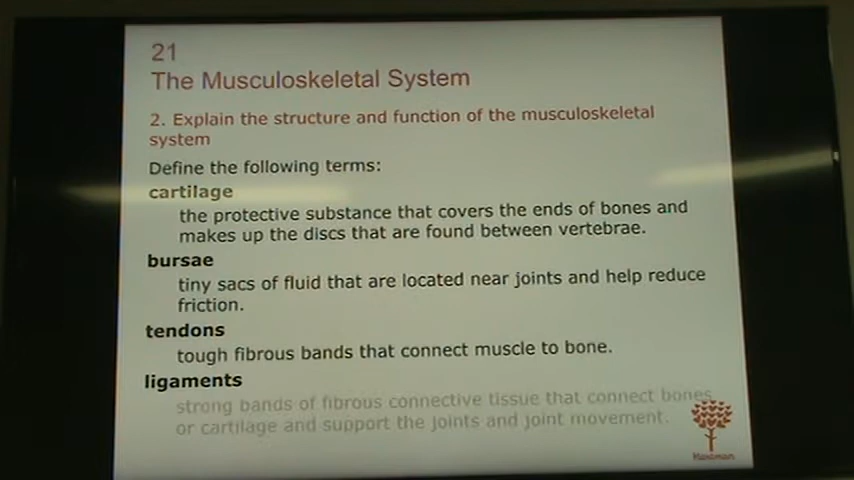 21
The Musculoskeletal System
2. Explain the structure and function of the musculoskeletal
system
Define the following terms:
cartilage
the protective substance that covers the ends of bones and
makes up the discs that are found between vertebrae.
bursae
tiny sacs of fluid that are located near joints and help reduce
friction.
tendons
tough fibrous bands that connect muscle to bone.
ligaments
strong bands of fibrous connective tissue that connect bones
or cartilage and support the joints and joint movement.
Hartman